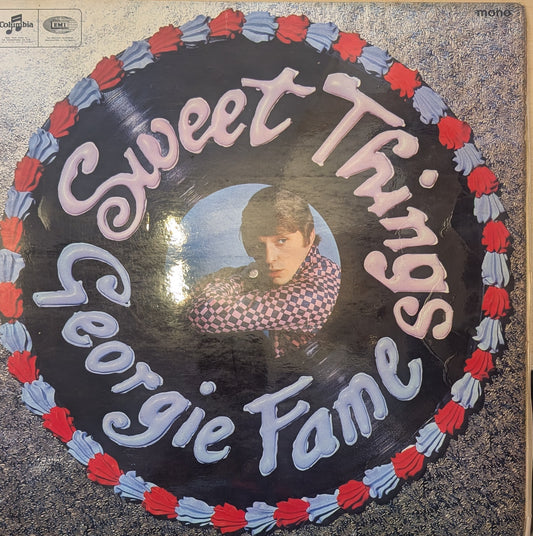 Columbia
EMI
mono
Sweet Things
Georgie Fame